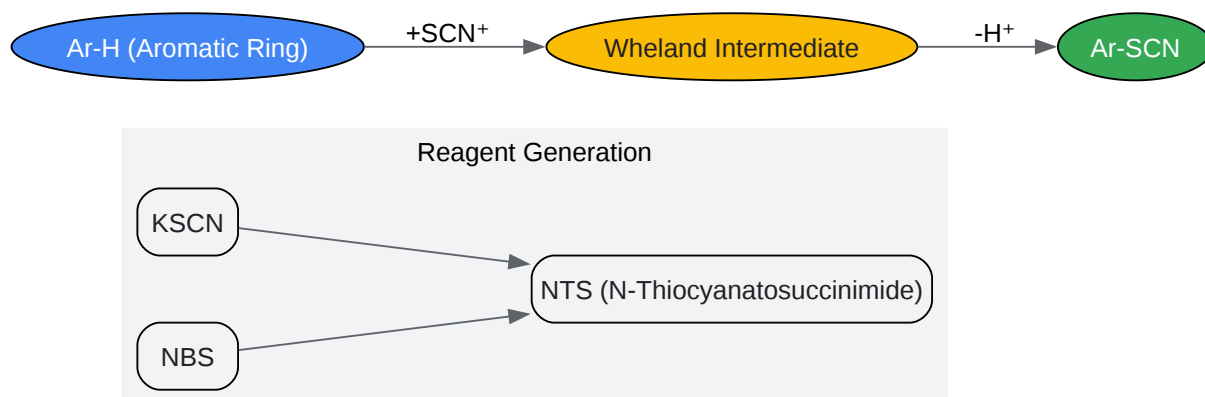 Ar-H (Aromatic Ring)
+SCN⁺
Wheland Intermediate
-H⁺
Ar-SCN
Reagent Generation
KSCN
NTS (N-Thiocyanatosuccinimide)
NBS